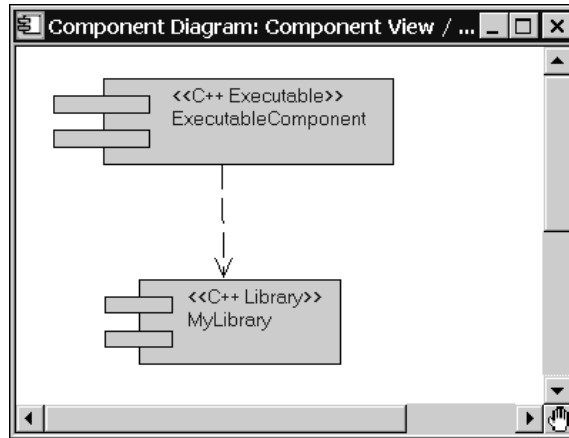 Component Diagram: Component View / ...
<<C++ Executable>>
ExecutableComponent
<<C++ Library>>
MyLibrary